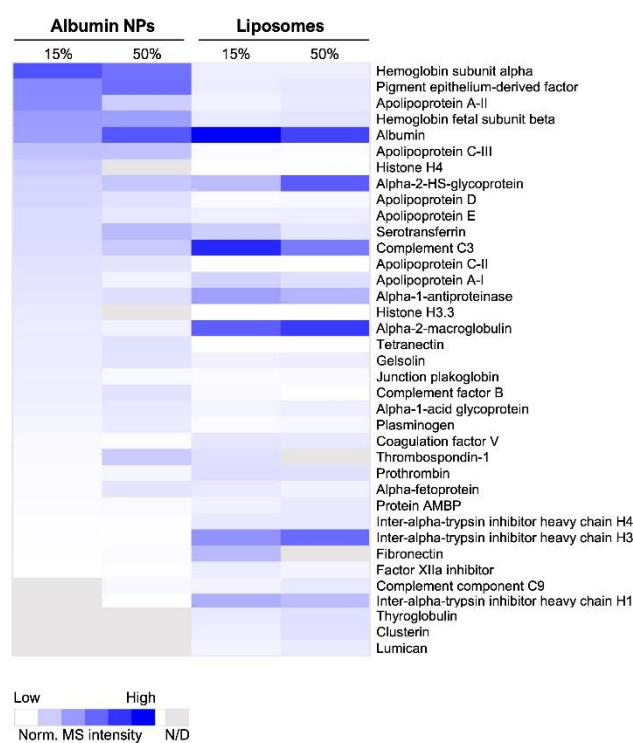 Albumin NPs Liposomes
15% 50% 15% 50%
Hemoglobin subunit alpha
Pigment epithelium-derived factor
Apolipoprotein A-II
Hemoglobin fetal subunit beta
Albumin
Apolipoprotein C-III
Histone H4
Alpha-2-HS-glycoprotein
Apolipoprotein D
Apolipoprotein E
Serotransferrin
Complement C3
Apolipoprotein C-II
Apolipoprotein A-I
Alpha-1-antiproteinase
Histone H3.3
Alpha-2-macroglobulin
Tetranectin
Gelsolin
Junction plakoglobin
Complement factor B
Alpha-1-acid glycoprotein
Plasminogen
Coagulation factor V
Thrombospondin-1
Prothrombin
Alpha-fetoprotein
Protein AMBP
Inter-alpha-trypsin inhibitor heavy chain H4
Inter-alpha-trypsin inhibitor heavy chain H3
Fibronectin
Factor XIIa inhibitor
Complement component C9
Inter-alpha-trypsin inhibitor heavy chain H1
Thyroglobulin
Clusterin
Lumican
Low High
Norm. MS intensity N/D